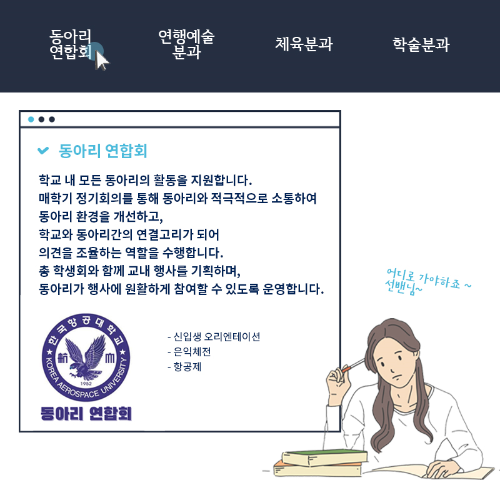 동아리
연합회
연행예술
분과
체육분과
학술분과
동아리 연합회
학교 내 모든 동아리의 활동을 지원합니다.
매학기 정기회의를 통해 동아리와 적극적으로 소통하여
동아리 환경을 개선하고,
학교와 동아리간의 연결고리가 되어
의견을 조율하는 역할을 수행합니다.
총 학생회와 함께 교내 행사를 기획하며,
동아리가 행사에 원활하게 참여할 수 있도록 운영합니다.
어디로 가야하죠 ~
선밴님~
한국항공대학교
航 大
KOREA AEROSPACE UNIVERSITY
1952
동아리 연합회
- 신입생 오리엔테이션
- 은익체전
- 항공제